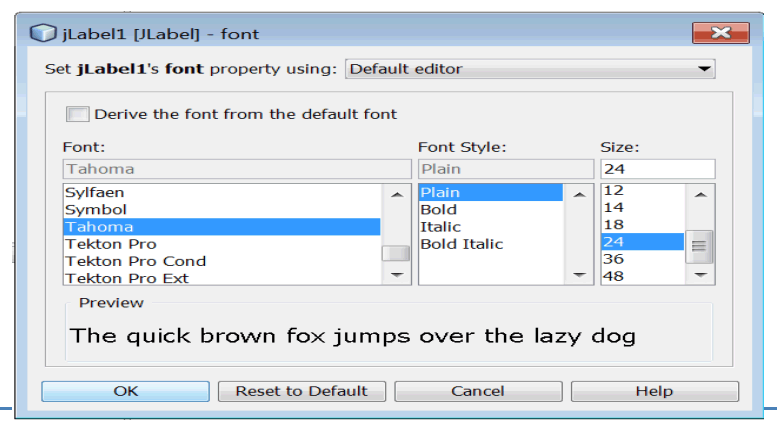 jLabel1 [JLabel] - font
Set jLabel1's font property using: Default editor
Derive the font from the default font
Font: Font Style: Size:
Tahoma Plain 24
Sylfaen Plain 12
Symbol Bold 14
Tahoma Italic 18
Tekton Pro Bold Italic 24
Tekton Pro Cond 36
Tekton Pro Ext 48
Preview
The quick brown fox jumps over the lazy dog
OK Reset to Default Cancel Help